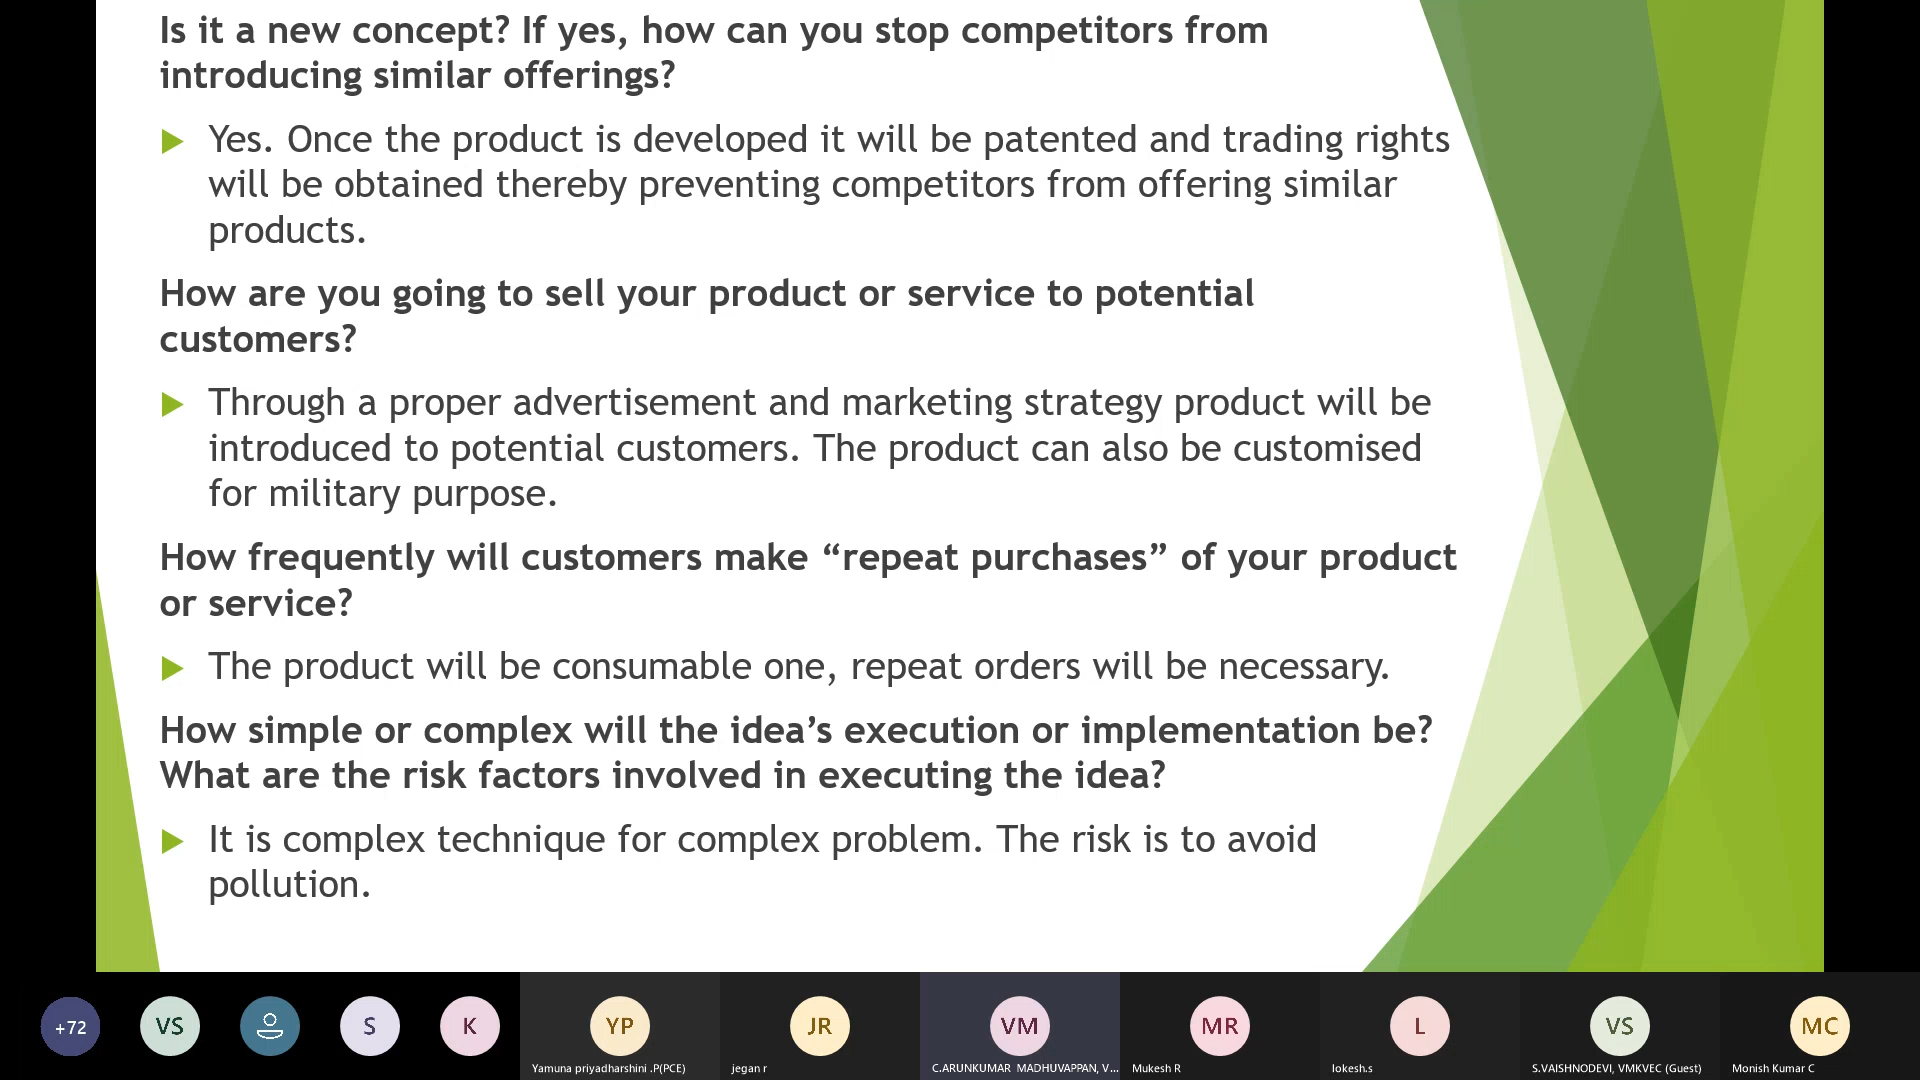 Is it a new concept? If yes, how can you stop competitors from
introducing similar offerings?
Yes. Once the product is developed it will be patented and trading rights
will be obtained thereby preventing competitors from offering similar
products.
How are you going to sell your product or service to potential
customers?
Through a proper advertisement and marketing strategy product will be
introduced to potential customers. The product can also be customised
for military purpose.
How frequently will customers make “repeat purchases” of your product
or service?
The product will be consumable one, repeat orders will be necessary.
How simple or complex will the idea’s execution or implementation be?
What are the risk factors involved in executing the idea?
It is complex technique for complex problem. The risk is to avoid
pollution.
+72 VS S K YP JR VM MR L VS MC
Yamuna priyadharshini .P(PCE) jegan r C.ARUNKUMAR MADHUVAPPAN, V... Mukesh R lokesh.s S.VAISHNODEVI, VMKVEC (Guest) Monish Kumar C